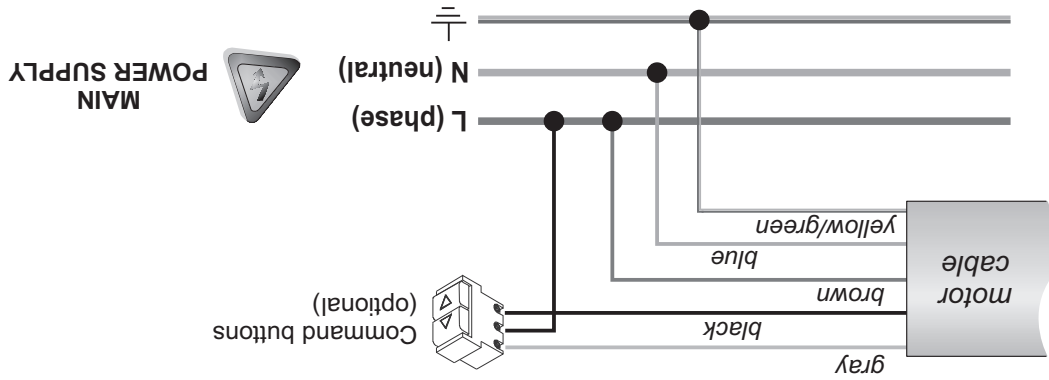 gray
black
Command buttons
(optional)
brown
motor
cable
blue
yellow/green
L (phase)
N (neutral)
MAIN
POWER SUPPLY